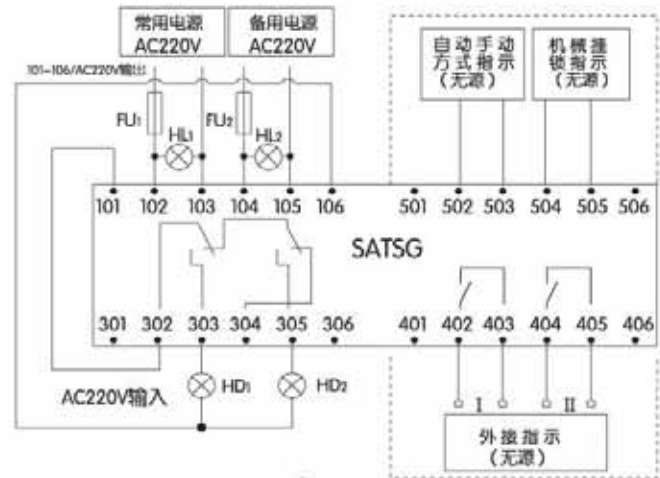 常用电源
AC220V
备用电源
AC220V
自动手动
方式指示
(无源)
机械挂
锁指示
(无源)
101-106/AC220V输出
FU1
HL1
FU2
HL2
101 102 103 104 105 106
501 502 503 504 505 506
SATSG
301 302 303 304 305 306
401 402 403 404 405 406
AC220V输入
HD1
HD2
I
II
外接指示
(无源)